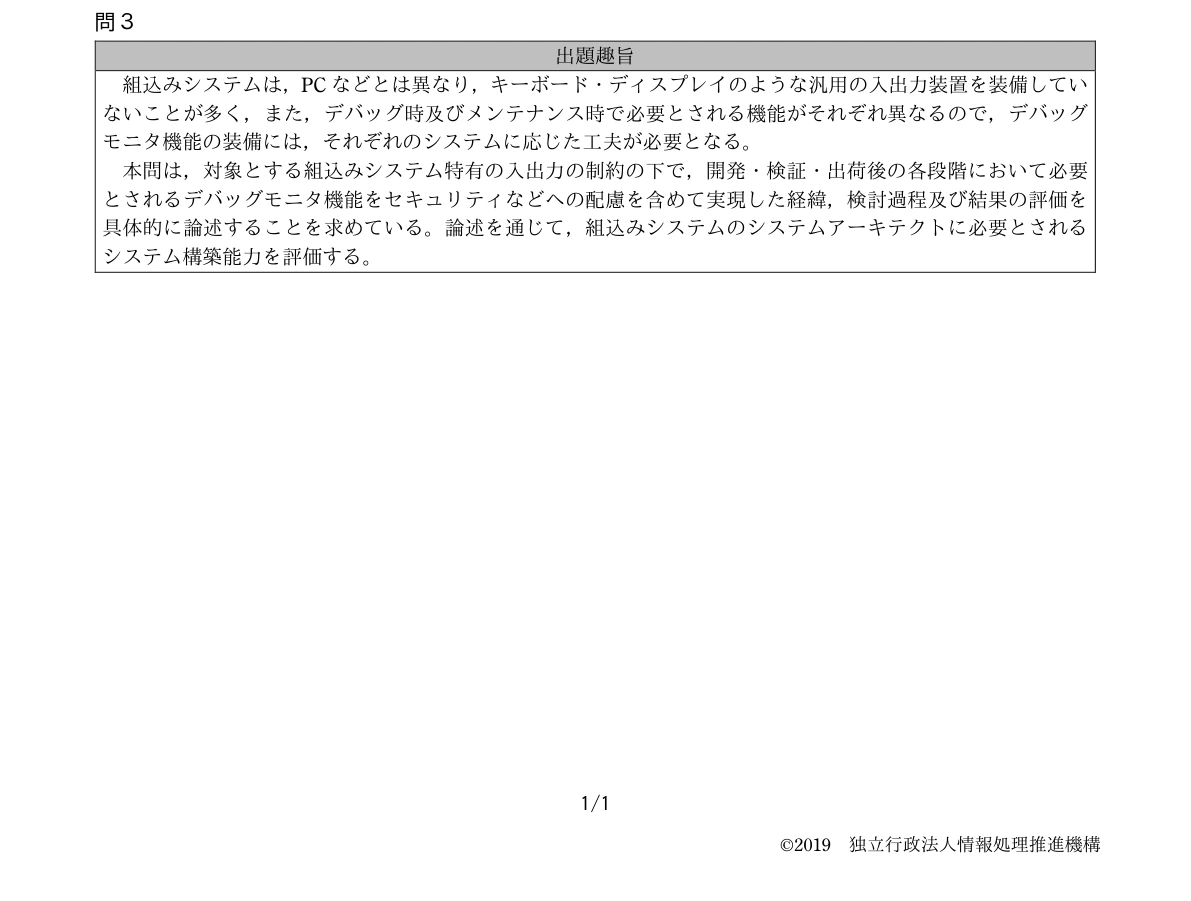 問3
出題趣旨
　組込みシステムは，PC などとは異なり，キーボード・ディスプレイのような汎用の入出力装置を装備してい
ないことが多く，また，デバッグ時及びメンテナンス時で必要とされる機能がそれぞれ異なるので，デバッグ
モニタ機能の装備には，それぞれのシステムに応じた工夫が必要となる。
　本問は，対象とする組込みシステム特有の入出力の制約の下で，開発・検証・出荷後の各段階において必要
とされるデバッグモニタ機能をセキュリティなどへの配慮を含めて実現した経緯，検討過程及び結果の評価を
具体的に論述することを求めている。論述を通じて，組込みシステムのシステムアーキテクトに必要とされる
システム構築能力を評価する。
1/1
©2019　独立行政法人情報処理推進機構